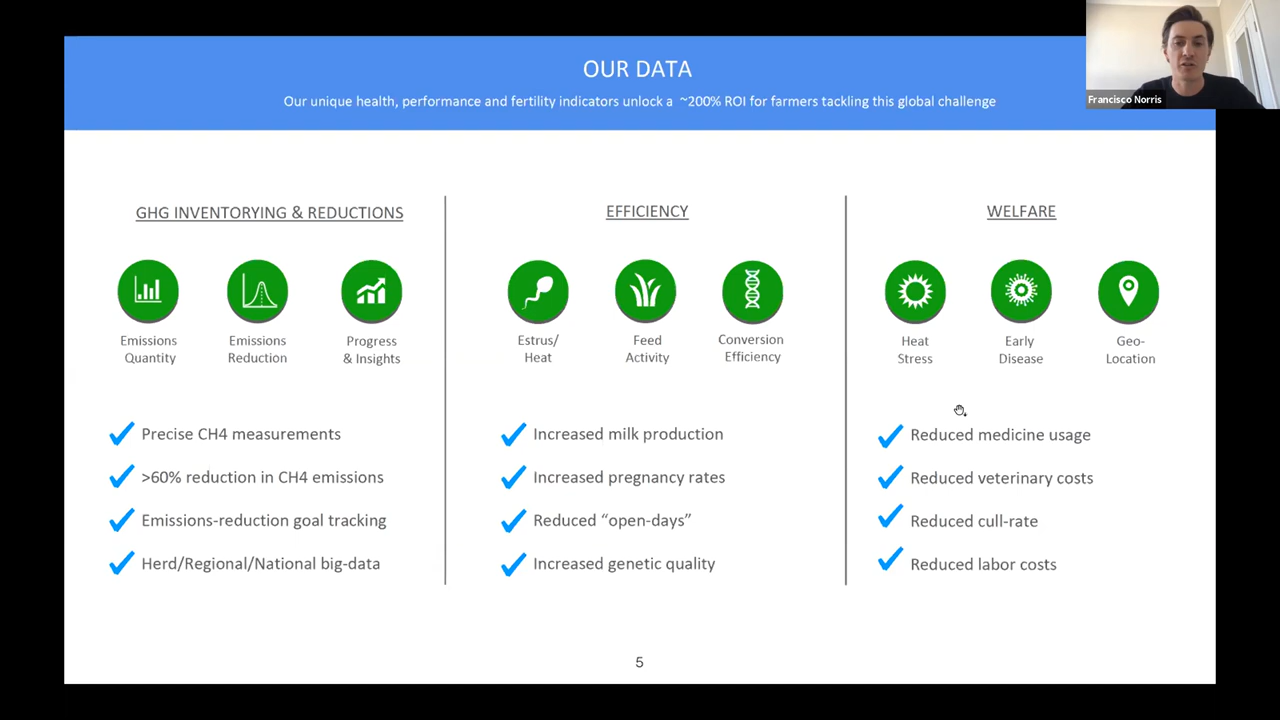 OUR DATA
Our unique health, performance and fertility indicators unlock a ~200% ROI for farmers tackling this global challenge
Francisco Norris
GHG INVENTORYING & REDUCTIONS
Emissions
Quantity
Emissions
Reduction
Progress
& Insights
Precise CH4 measurements
>60% reduction in CH4 emissions
Emissions-reduction goal tracking
Herd/Regional/National big-data
EFFICIENCY
Estrus/
Heat
Feed
Activity
Conversion
Efficiency
Increased milk production
Increased pregnancy rates
Reduced “open-days”
Increased genetic quality
WELFARE
Heat
Stress
Early
Disease
Geo-
Location
Reduced medicine usage
Reduced veterinary costs
Reduced cull-rate
Reduced labor costs
5